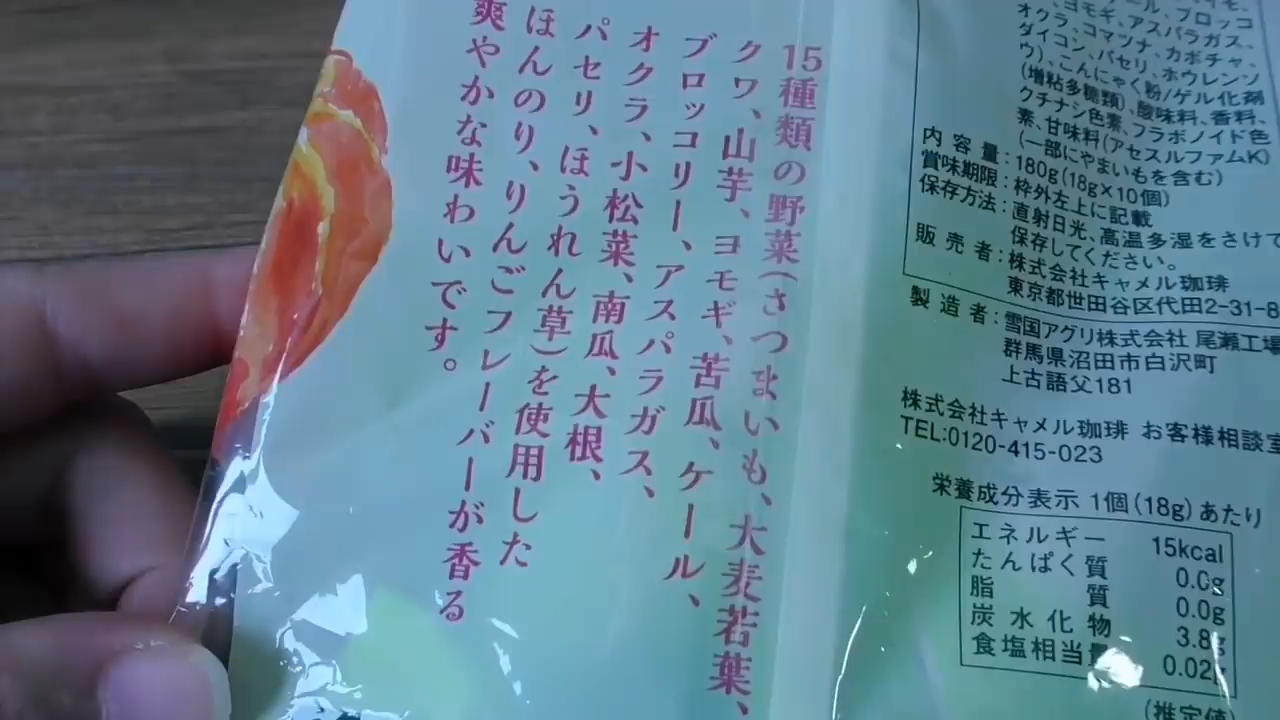 15種類の野菜(さつまいも、大麦若葉、
クワ、山芋、ヨモギ、苦瓜、ケール、
ブロッコリー、アスパラガス、
オクラ、小松菜、南瓜、大根、
パセリ、ほうれん草)を使用した
ほんのり、りんごフレーバーが香る
爽やかな味わいです。
ール、ブロッコ
、ヨモギ、アスパラガス、
オクラ、コマツナ、カボチャ、
ダイコン、パセリ、ホウレンソ
ウ)、こんにゃく粉/ゲル化剤
(増粘多糖類)、酸味料、香料、
クチナシ色素、フラボノイド色
素、甘味料(アセスルファムK)
(一部にやまいもを含む)
内容量:180g(18g×10個)
賞味期限:枠外左上に記載
保存方法:直射日光、高温多湿をさけて
保存してください。
販売者:株式会社キャメル珈琲
東京都世田谷区代田2-31-8
製造者:雪国アグリ株式会社 尾瀬工場
群馬県沼田市白沢町
上古語父181
株式会社キャメル珈琲 お客様相談室
TEL:0120-415-023
栄養成分表示 1個(18g)あたり
エネルギー 15kcal
たんぱく質 0.0g
脂質 0.0g
炭水化物 3.8g
食塩相当量 0.02g
(推定値)